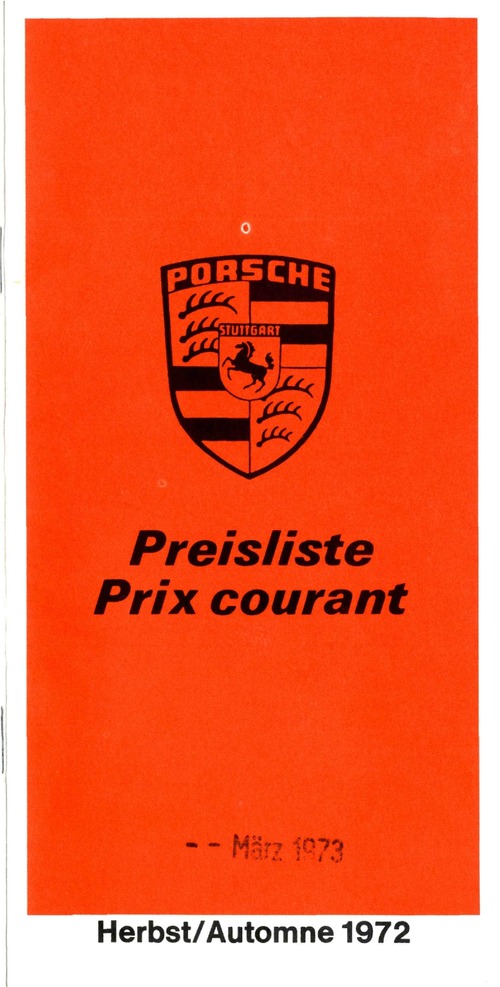 PORSCHE
STUTTGART
Preisliste
Prix courant
- - März 1973
Herbst/Automne 1972